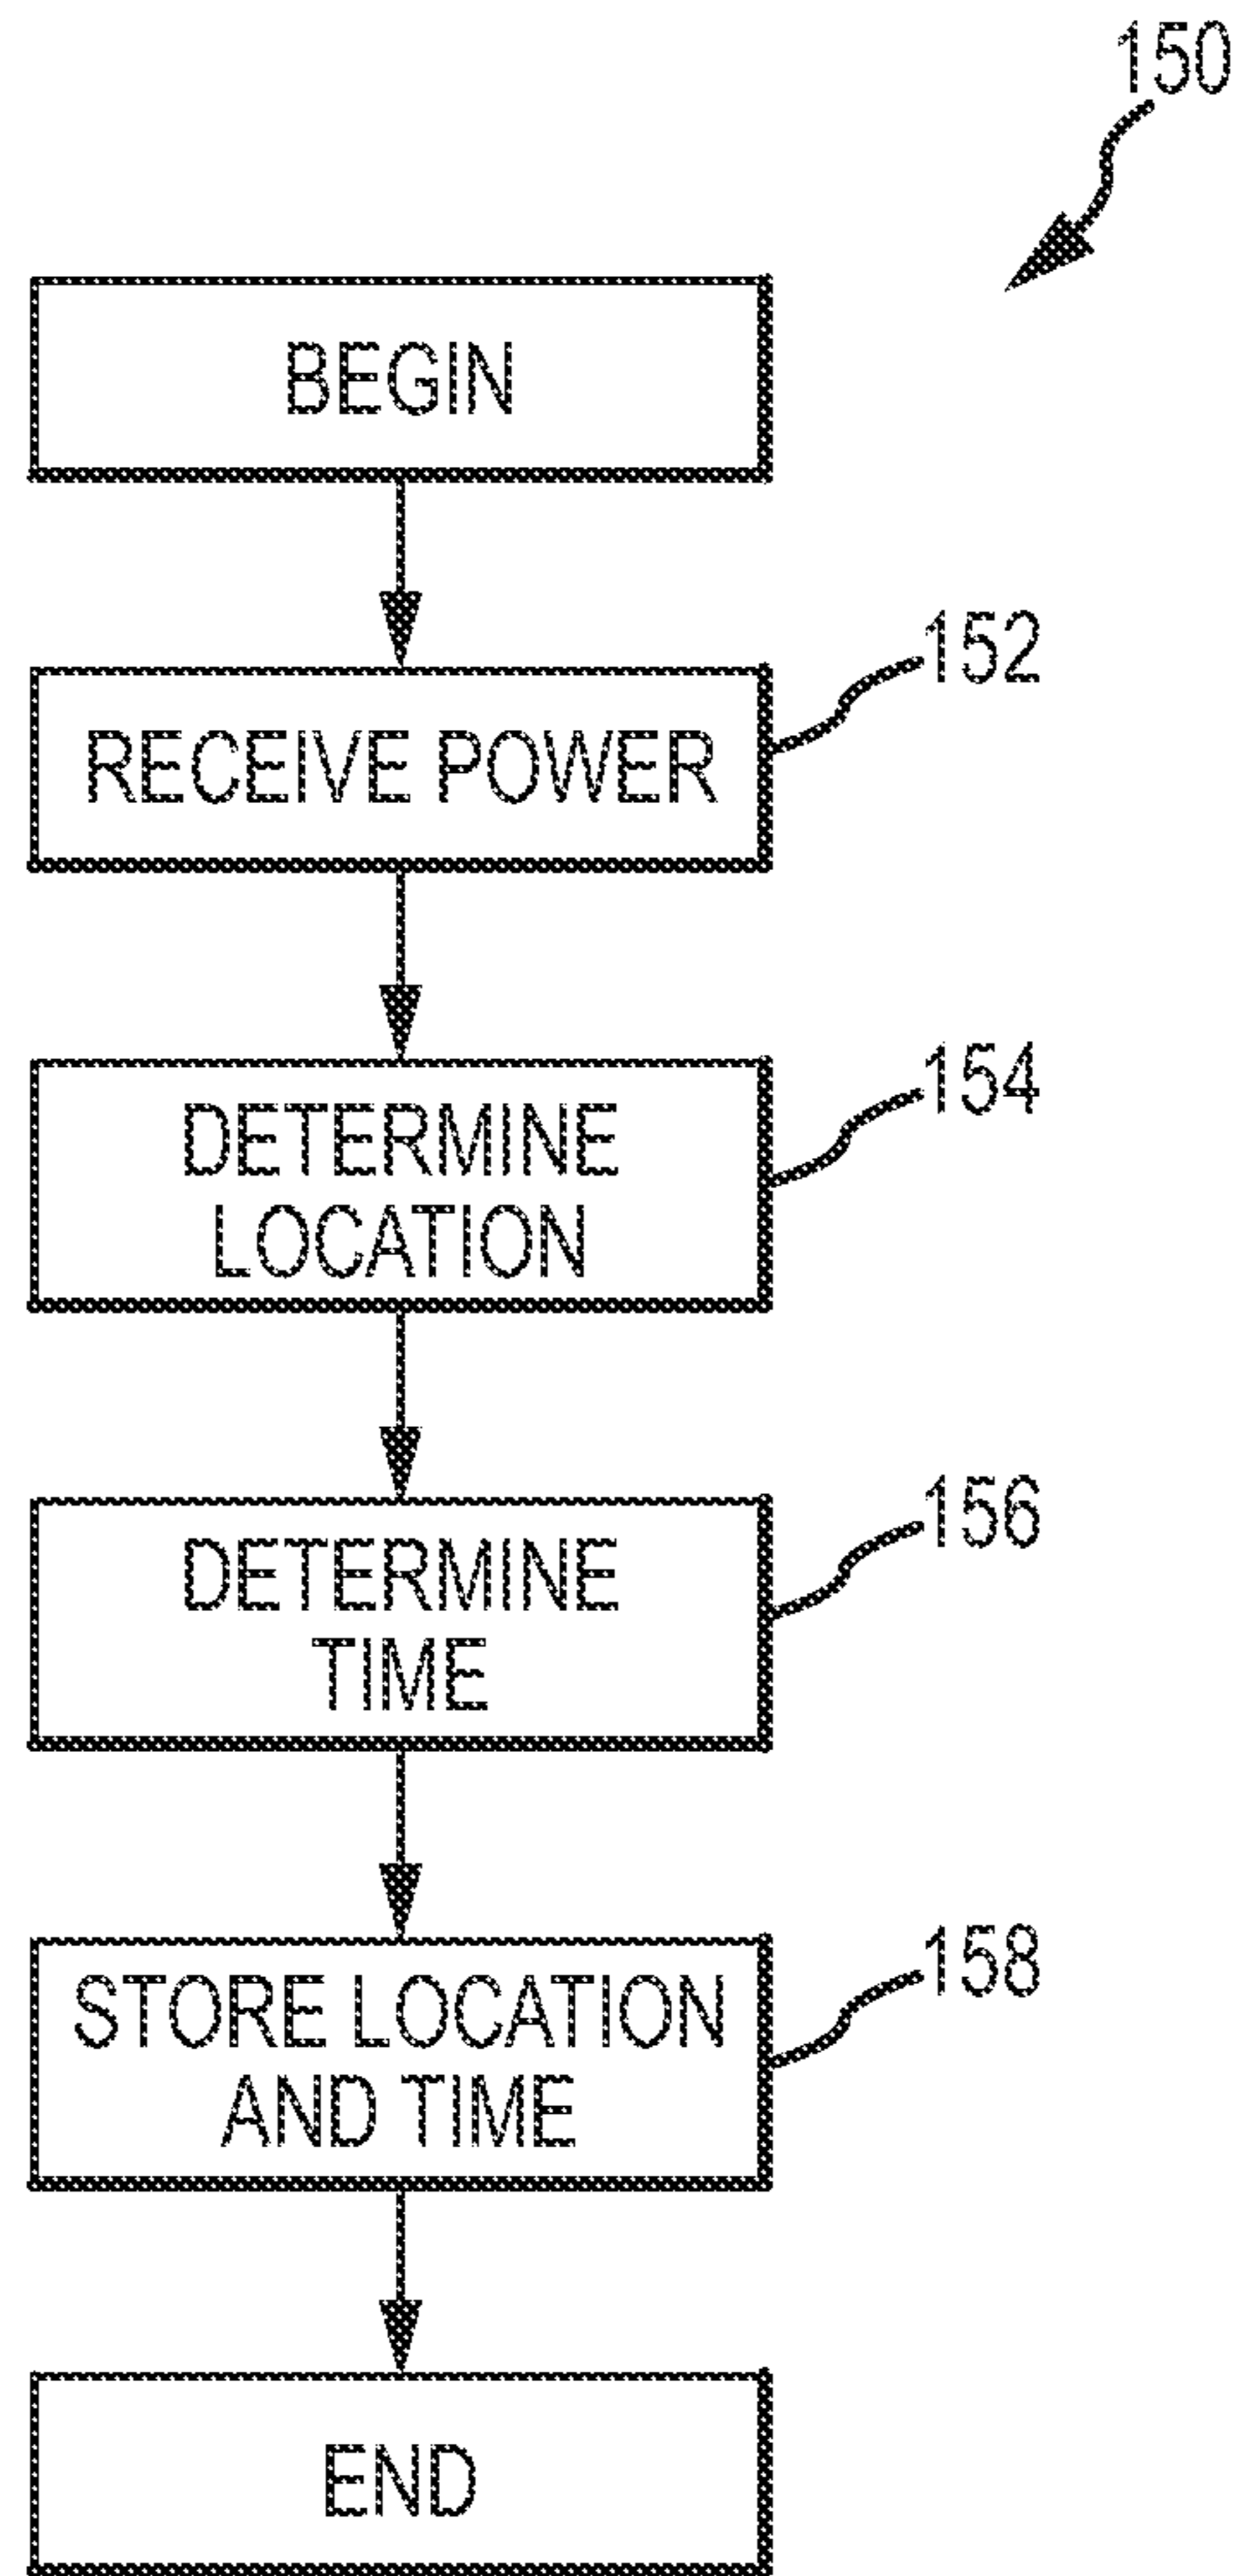 150
BEGIN
152
RECEIVE POWER
154
DETERMINE
LOCATION
156
DETERMINE
TIME
158
STORE LOCATION
AND TIME
END